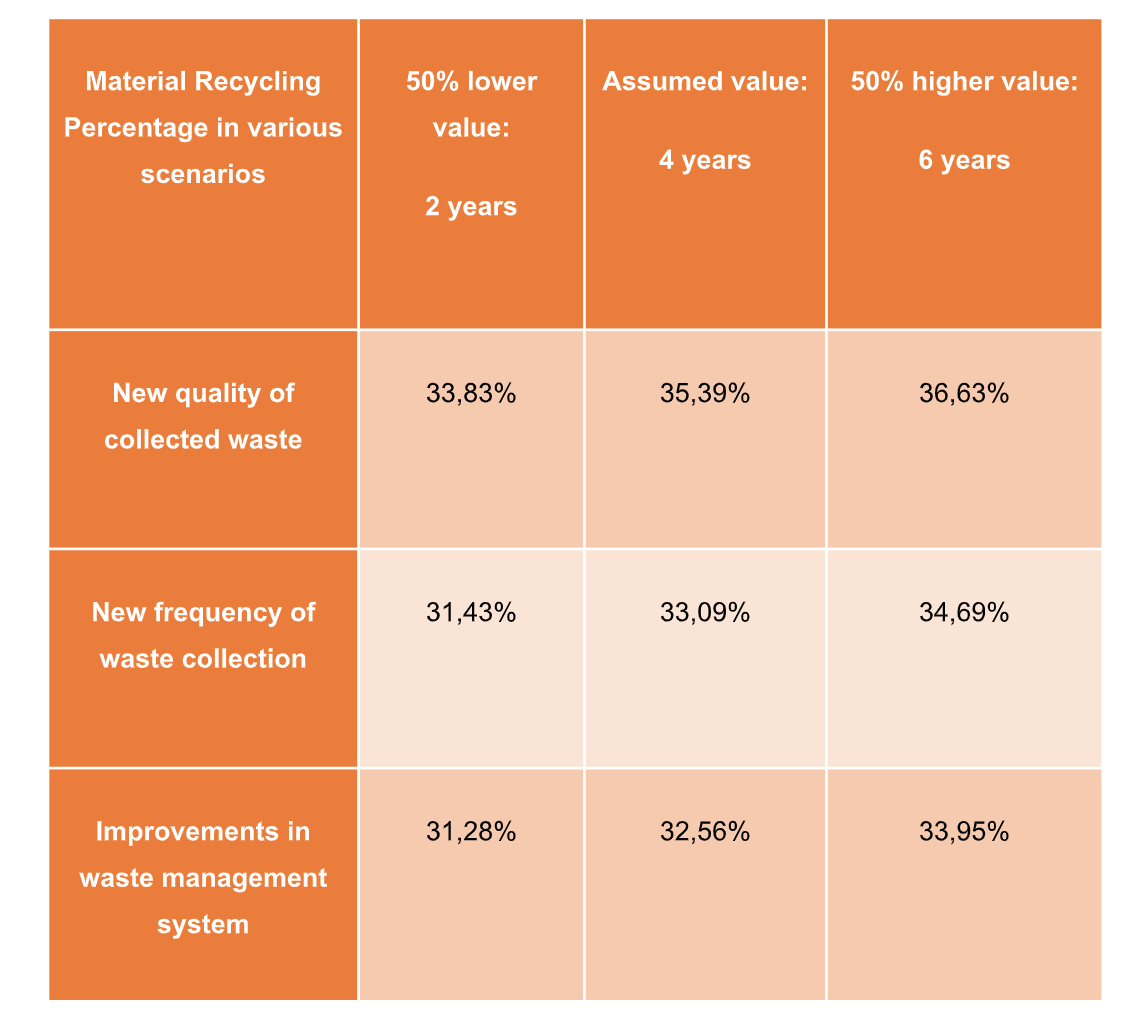 Material Recycling
Percentage in various
scenarios
50% lower
value:
2 years
Assumed value:
4 years
50% higher value:
6 years
New quality of
collected waste
33,83%
35,39%
36,63%
New frequency of
waste collection
31,43%
33,09%
34,69%
Improvements in
waste management
system
31,28%
32,56%
33,95%